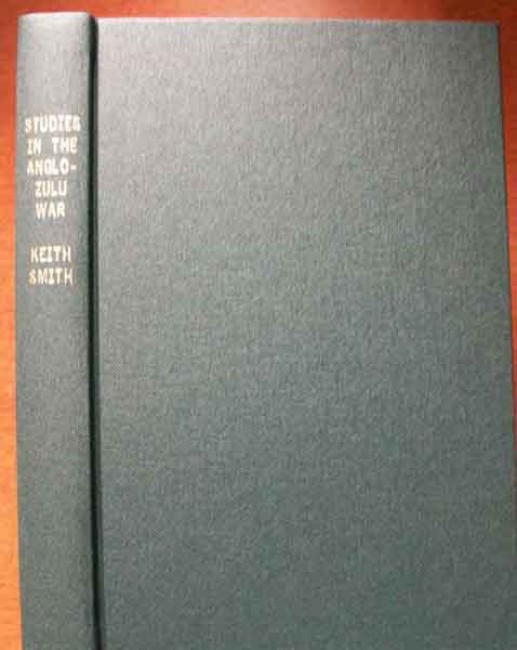 STUDIES
IN THE
ANGLO-
ZULU
WAR
KEITH
SMITH